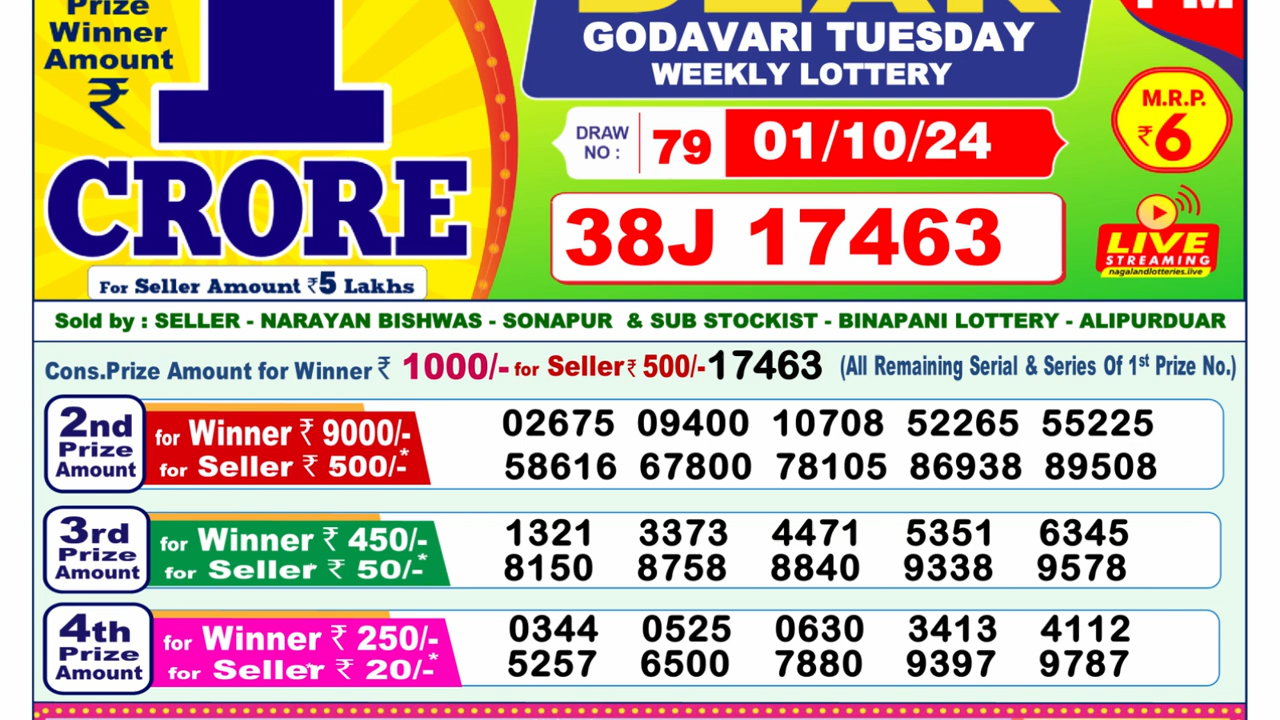 Prize
Winner
Amount
₹
1
CRORE
For Seller Amount ₹5 Lakhs
DEAR
GODAVARI TUESDAY
WEEKLY LOTTERY
PM
DRAW
NO :
79
01/10/24
M.R.P.
₹6
38J 17463
LIVE
STREAMING
nagalandlotteries.live
Sold by : SELLER - NARAYAN BISHWAS - SONAPUR & SUB STOCKIST - BINAPANI LOTTERY - ALIPURDUAR
Cons.Prize Amount for Winner ₹ 1000/- for Seller ₹ 500/- 17463 (All Remaining Serial & Series Of 1st Prize No.)
2nd
Prize
Amount
for Winner ₹ 9000/-
for Seller ₹ 500/-*
02675 09400 10708 52265 55225
58616 67800 78105 86938 89508
3rd
Prize
Amount
for Winner ₹ 450/-
for Seller ₹ 50/-*
1321 3373 4471 5351 6345
8150 8758 8840 9338 9578
4th
Prize
Amount
for Winner ₹ 250/-
for Seller ₹ 20/-*
0344 0525 0630 3413 4112
5257 6500 7880 9397 9787